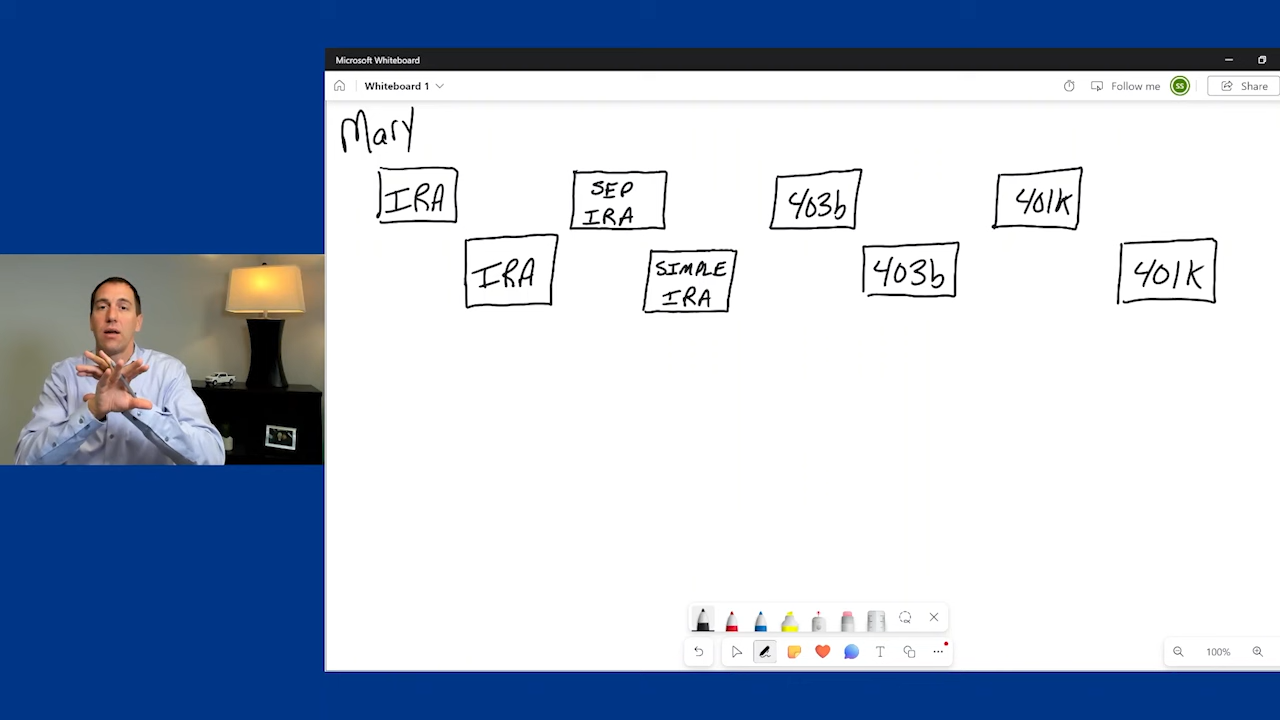 Microsoft Whiteboard
Whiteboard 1
Follow me
SS
Share
Mary
IRA
SEP
IRA
403b
401k
IRA
SIMPLE
IRA
403b
401k
T
100%